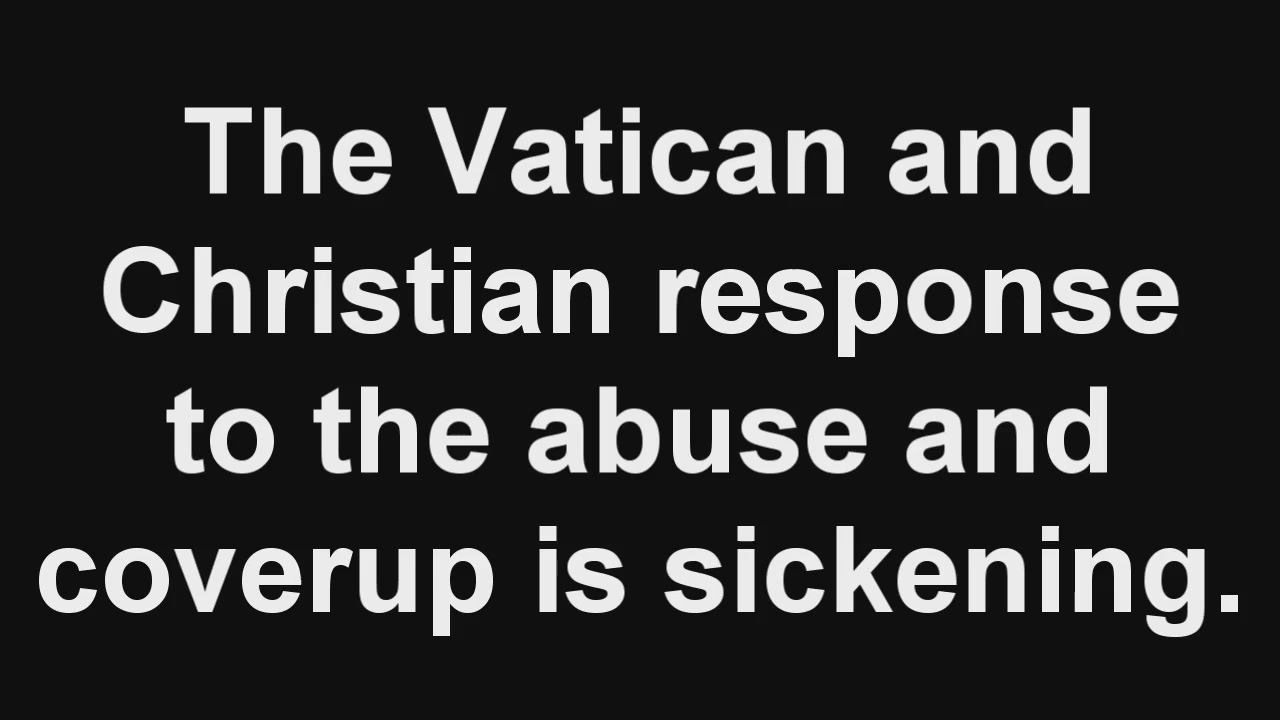 The Vatican and
Christian response
to the abuse and
coverup is sickening.